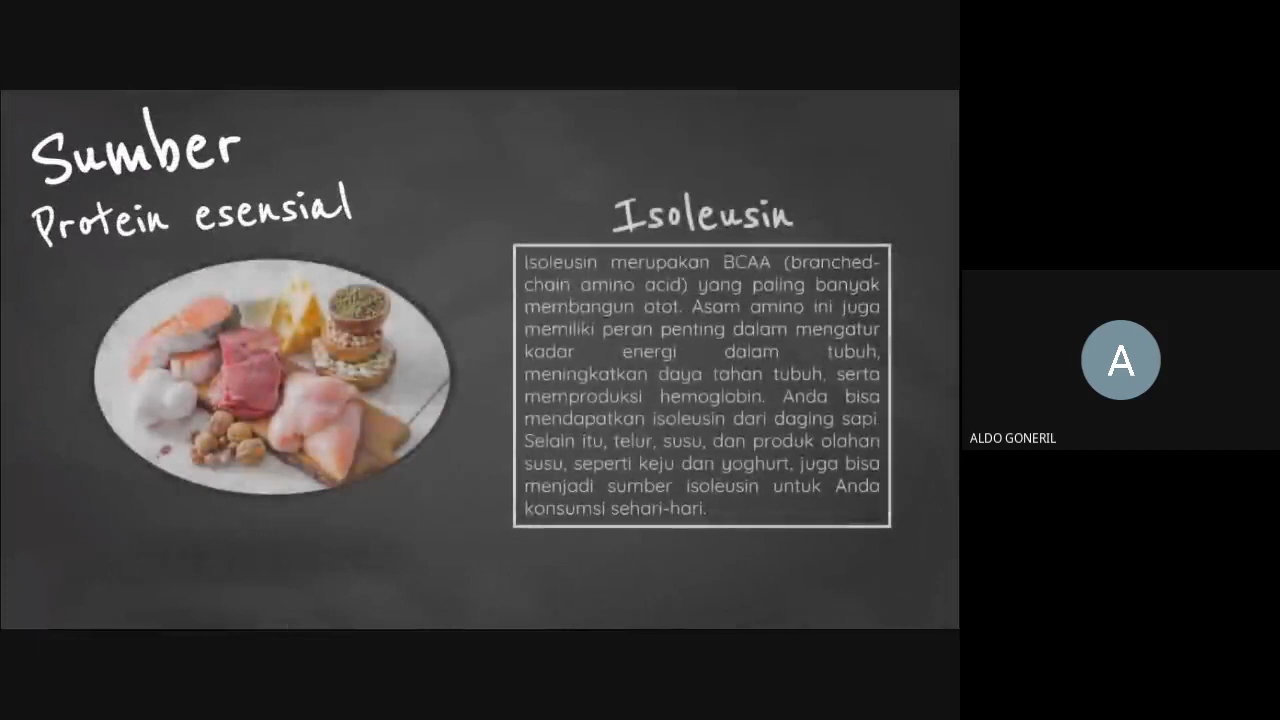 Sumber
Protein esensial
Isoleusin
Isoleusin merupakan BCAA (branched-
chain amino acid) yang paling banyak
membangun otot. Asam amino ini juga
memiliki peran penting dalam mengatur
kadar energi dalam tubuh,
meningkatkan daya tahan tubuh, serta
memproduksi hemoglobin. Anda bisa
mendapatkan isoleusin dari daging sapi.
Selain itu, telur, susu, dan produk olahan
susu, seperti keju dan yoghurt, juga bisa
menjadi sumber isoleusin untuk Anda
konsumsi sehari-hari.
A
ALDO GONERIL